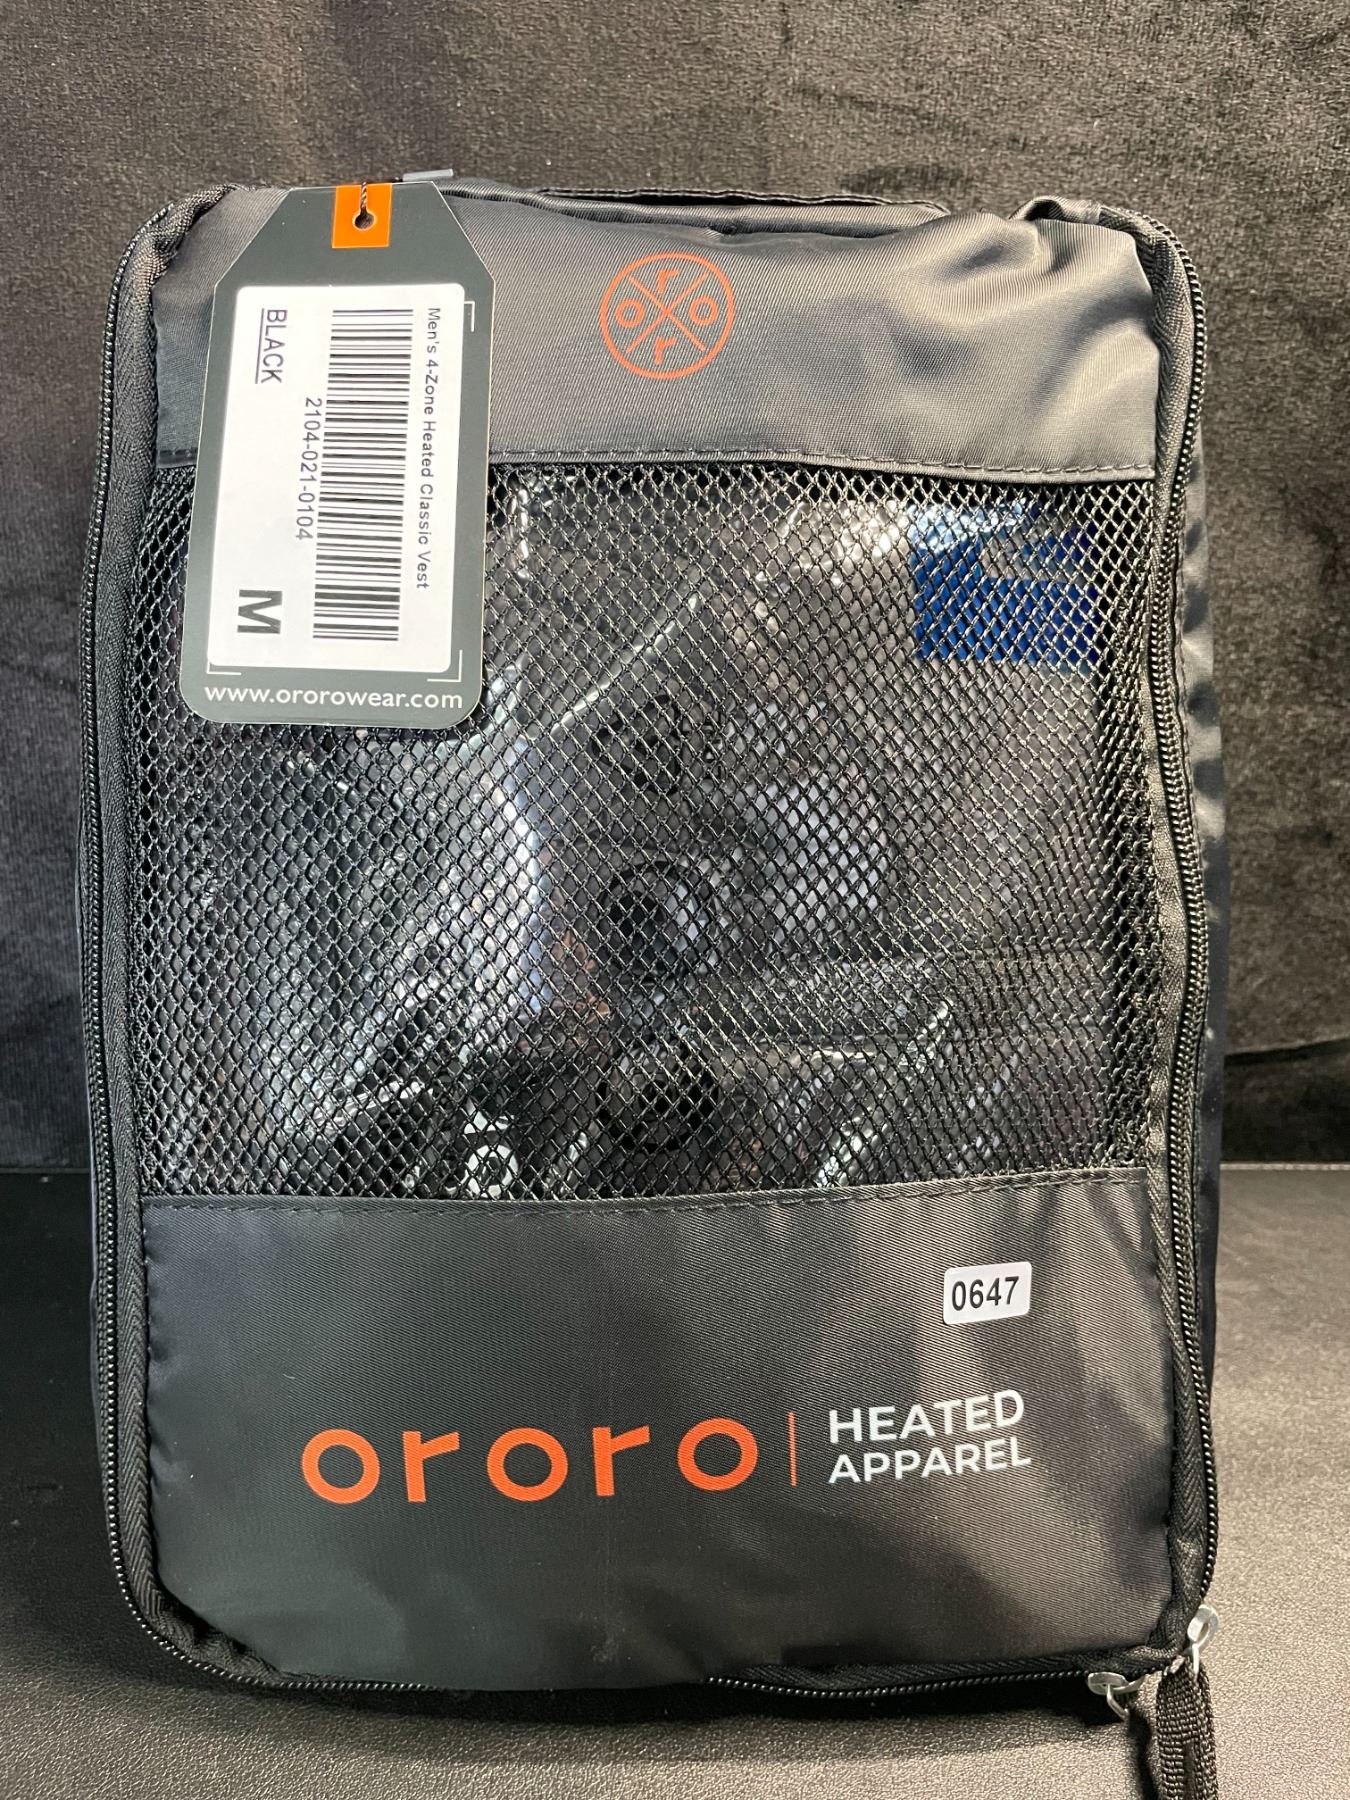 Men's 4-Zone Heated Classic Vest
2104-021-0104
BLACK
M
www.ororowear.com
o r o r
0647
ororo | HEATED
APPAREL